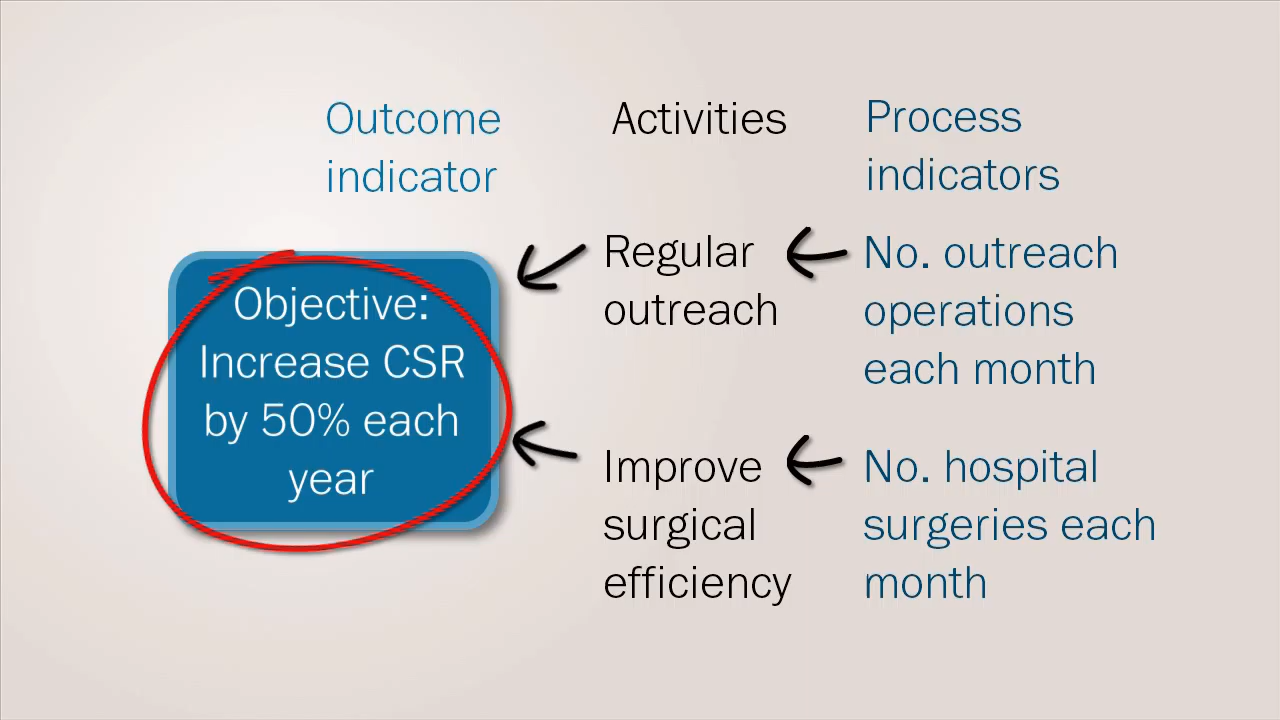 Outcome
indicator
Activities
Process
indicators
Objective:
Increase CSR
by 50% each
year
Regular
outreach
No. outreach
operations
each month
Improve
surgical
efficiency
No. hospital
surgeries each
month